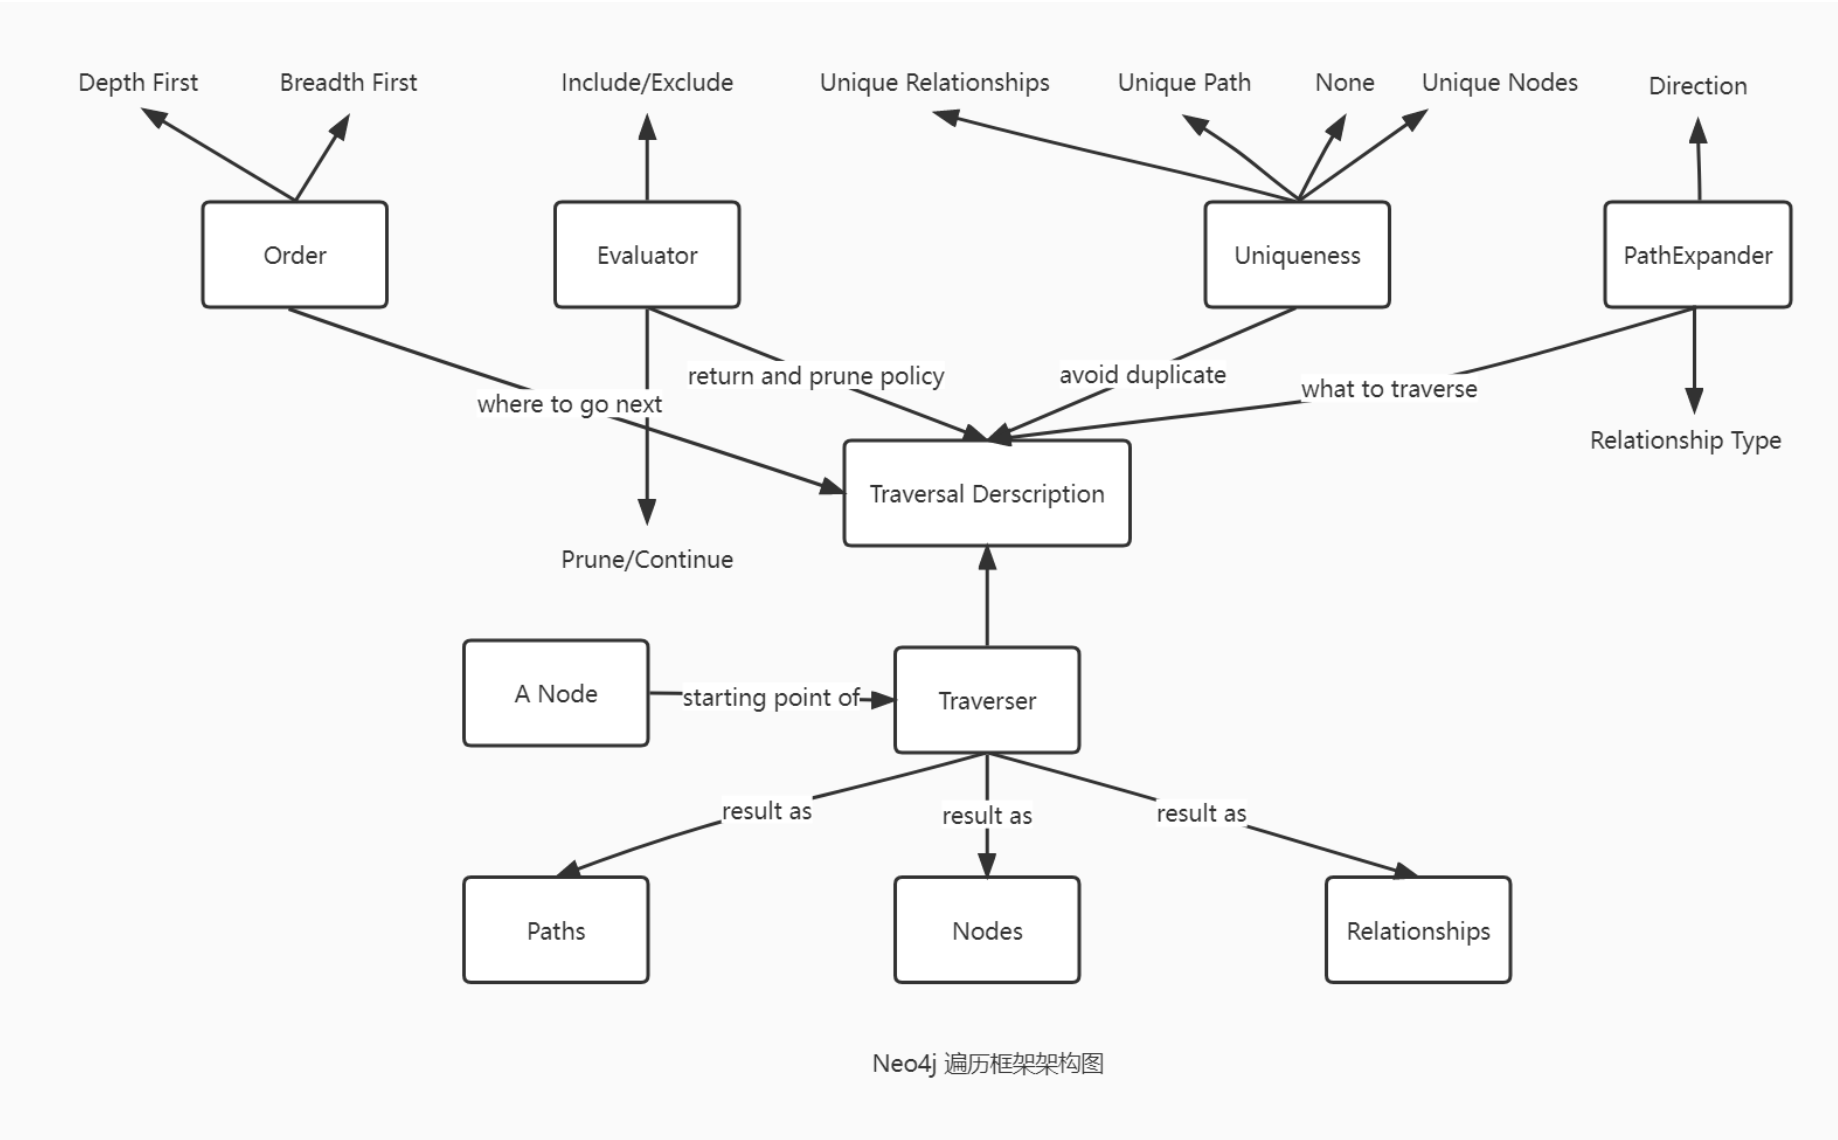 Depth First
Breadth First
Include/Exclude
Unique Relationships
Unique Path
None
Unique Nodes
Direction
Order
Evaluator
Uniqueness
PathExpander
return and prune policy
avoid duplicate
what to traverse
where to go next
Relationship Type
Traversal Derscription
Prune/Continue
A Node
starting point of
Traverser
result as
result as
result as
Paths
Nodes
Relationships
Neo4j 遍历框架架构图